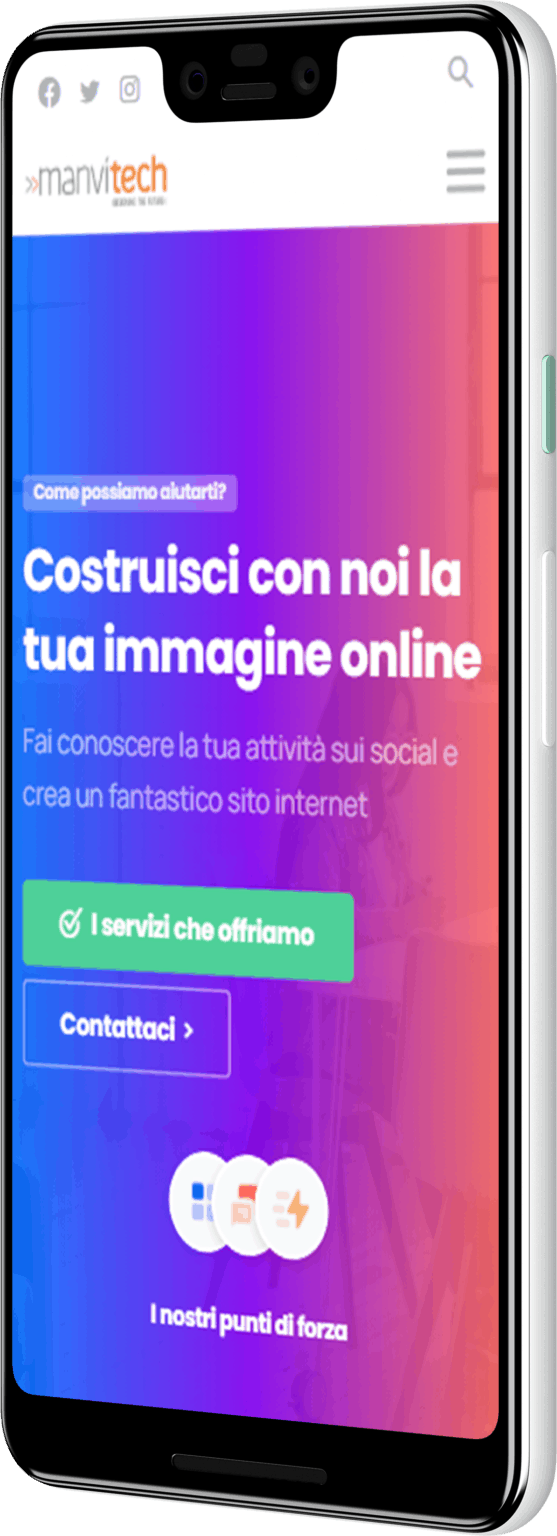 »manvitech
Come possiamo aiutarti?
Costruisci con noi la
tua immagine online
Fai conoscere la tua attività sui social e
crea un fantastico sito internet
I servizi che offriamo
Contattaci >
I nostri punti di forza